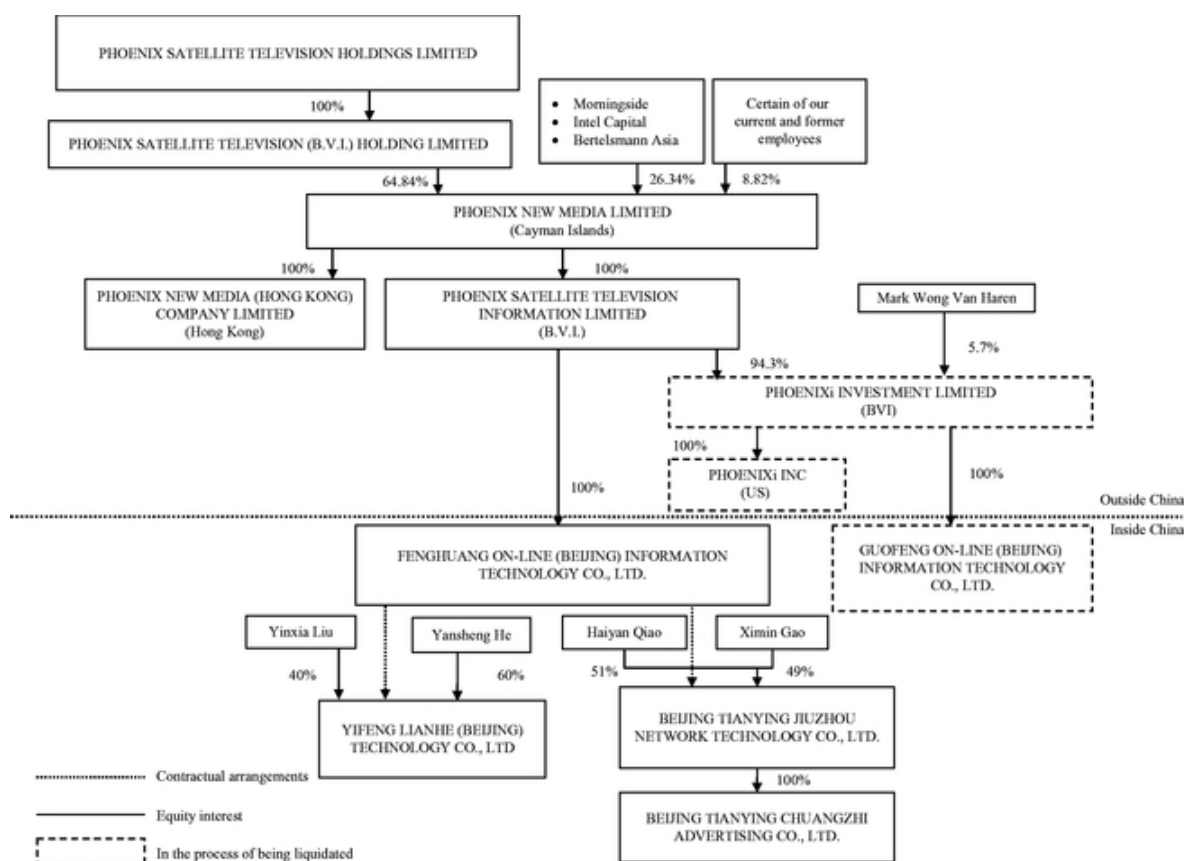 PHOENIX SATELLITE TELEVISION HOLDINGS LIMITED
100%
• Morningside
• Intel Capital
• Bertelsmann Asia
Certain of our
current and former
employees
PHOENIX SATELLITE TELEVISION (B.V.I.) HOLDING LIMITED
64.84%
26.34%
8.82%
PHOENIX NEW MEDIA LIMITED
(Cayman Islands)
100%
100%
PHOENIX NEW MEDIA (HONG KONG)
COMPANY LIMITED
(Hong Kong)
PHOENIX SATELLITE TELEVISION
INFORMATION LIMITED
(B.V.I.)
Mark Wong Van Haren
94.3%
5.7%
PHOENIXi INVESTMENT LIMITED
(BVI)
100%
PHOENIXi INC
(US)
100%
100%
Outside China
Inside China
FENGHUANG ON-LINE (BEIJING) INFORMATION
TECHNOLOGY CO., LTD.
GUOFENG ON-LINE (BEIJING)
INFORMATION TECHNOLOGY
CO., LTD.
Yinxia Liu
Yansheng He
Haiyan Qiao
Ximin Gao
40%
60%
51%
49%
YIFENG LIANHE (BEIJING)
TECHNOLOGY CO., LTD
BEIJING TIANYING JIUZHOU
NETWORK TECHNOLOGY CO., LTD.
100%
BEIJING TIANYING CHUANGZHI
ADVERTISING CO., LTD.
Contractual arrangements
Equity interest
In the process of being liquidated